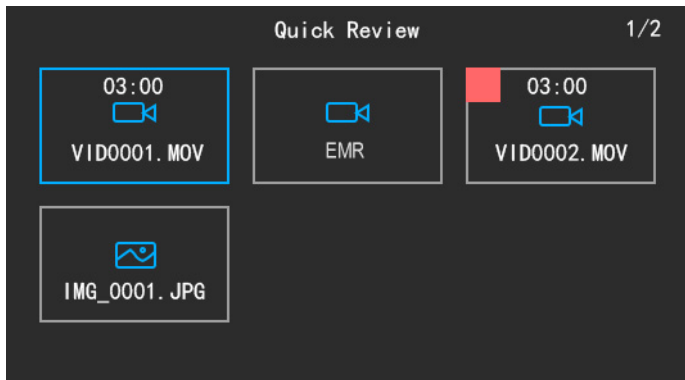 Quick Review
1/2
03:00
VID0001.MOV
EMR
03:00
VID0002.MOV
IMG_0001.JPG